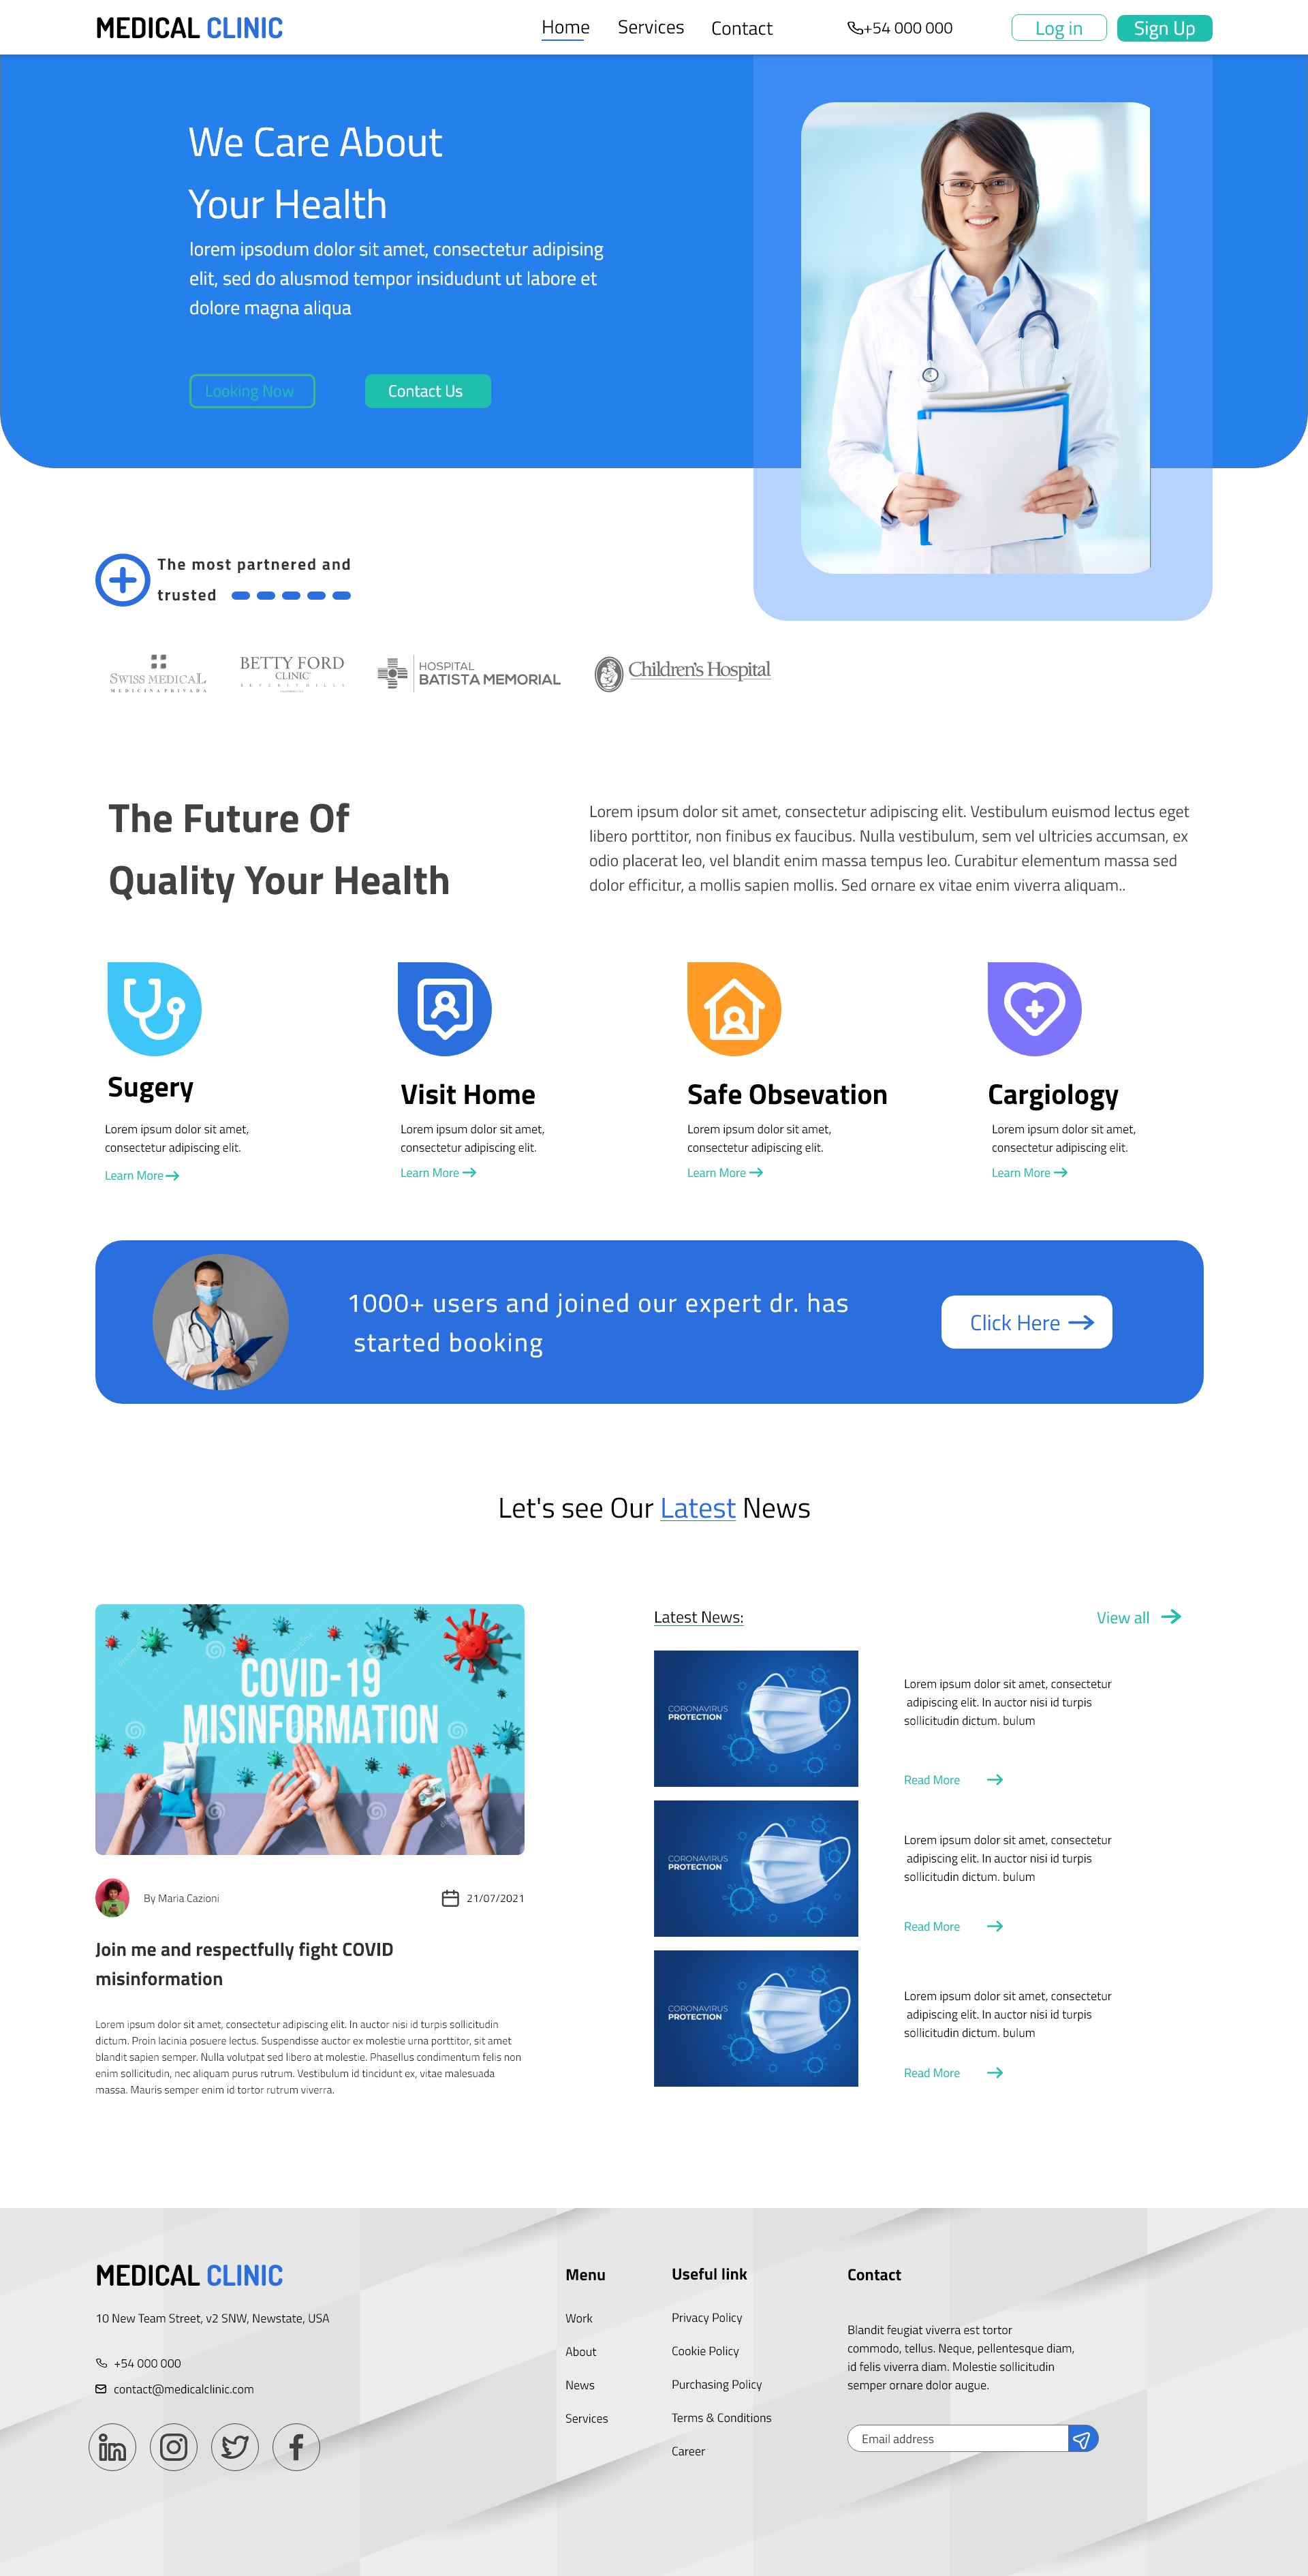 MEDICAL CLINIC
Home
Services
Contact
+54 000 000
Log in
Sign Up
We Care About
Your Health
lorem ipsodum dolor sit amet, consectetur adipising
elit, sed do alusmod tempor insidudunt ut labore et
dolore magna aliqua
Looking Now
Contact Us
The most partnered and
trusted
SWISS MEDICAL
MEDICINA PRIVADA
BETTY FORD
CLINIC
HOSPITAL
BATISTA MEMORIAL
Children's Hospital
The Future Of
Quality Your Health
Lorem ipsum dolor sit amet, consectetur adipiscing elit. Vestibulum euismod lectus eget
libero porttitor, non finibus ex faucibus. Nulla vestibulum, sem vel ultricies accumsan, ex
odio placerat leo, vel blandit enim massa tempus leo. Curabitur elementum massa sed
dolor efficitur, a mollis sapien mollis. Sed ornare ex vitae enim viverra aliquam..
Sugery
Lorem ipsum dolor sit amet,
consectetur adipiscing elit.
Learn More
Visit Home
Lorem ipsum dolor sit amet,
consectetur adipiscing elit.
Learn More
Safe Obsevation
Lorem ipsum dolor sit amet,
consectetur adipiscing elit.
Learn More
Cargiology
Lorem ipsum dolor sit amet,
consectetur adipiscing elit.
Learn More
1000+ users and joined our expert dr. has
started booking
Click Here
Let's see Our Latest News
COVID-19
MISINFORMATION
By Maria Cazioni
21/07/2021
Join me and respectfully fight COVID
misinformation
Lorem ipsum dolor sit amet, consectetur adipiscing elit. In auctor nisi id turpis sollicitudin
dictum. Proin lacinia posuere lectus. Suspendisse auctor ex molestie urna porttitor, sit amet
blandit sapien semper. Nulla volutpat sed libero at molestie. Phasellus condimentum felis non
enim sollicitudin, nec aliquam purus rutrum. Vestibulum id tincidunt ex, vitae malesuada
massa. Mauris semper enim id tortor rutrum viverra.
Latest News:
View all
CORONAVIRUS
PROTECTION
Lorem ipsum dolor sit amet, consectetur
adipiscing elit. In auctor nisi id turpis
sollicitudin dictum. bulum
Read More
CORONAVIRUS
PROTECTION
Lorem ipsum dolor sit amet, consectetur
adipiscing elit. In auctor nisi id turpis
sollicitudin dictum. bulum
Read More
CORONAVIRUS
PROTECTION
Lorem ipsum dolor sit amet, consectetur
adipiscing elit. In auctor nisi id turpis
sollicitudin dictum. bulum
Read More
MEDICAL CLINIC
10 New Team Street, v2 SNW, Newstate, USA
+54 000 000
contact@medicalclinic.com
Menu
Work
About
News
Services
Useful link
Privacy Policy
Cookie Policy
Purchasing Policy
Terms & Conditions
Career
Contact
Blandit feugiat viverra est tortor
commodo, tellus. Neque, pellentesque diam,
id felis viverra diam. Molestie sollicitudin
semper ornare dolor augue.
Email address